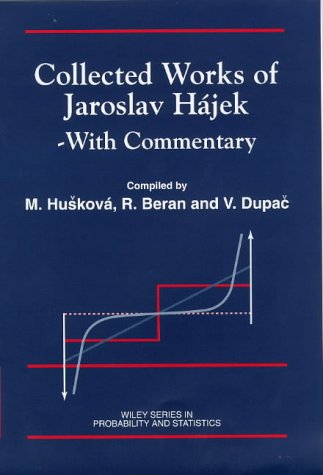 Collected Works of
Jaroslav Hájek
-With Commentary
Compiled by
M. Hušková, R. Beran and V. Dupač
WILEY SERIES IN
PROBABILITY AND STATISTICS